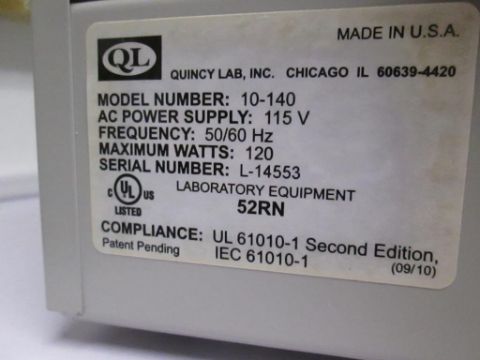 MADE IN U.S.A.
QL
QUINCY LAB, INC. CHICAGO IL 60639-4420
MODEL NUMBER: 10-140
AC POWER SUPPLY: 115 V
FREQUENCY: 50/60 Hz
MAXIMUM WATTS: 120
SERIAL NUMBER: L-14553
C UL US
LISTED
LABORATORY EQUIPMENT
52RN
COMPLIANCE: UL 61010-1 Second Edition,
Patent Pending IEC 61010-1 (09/10)